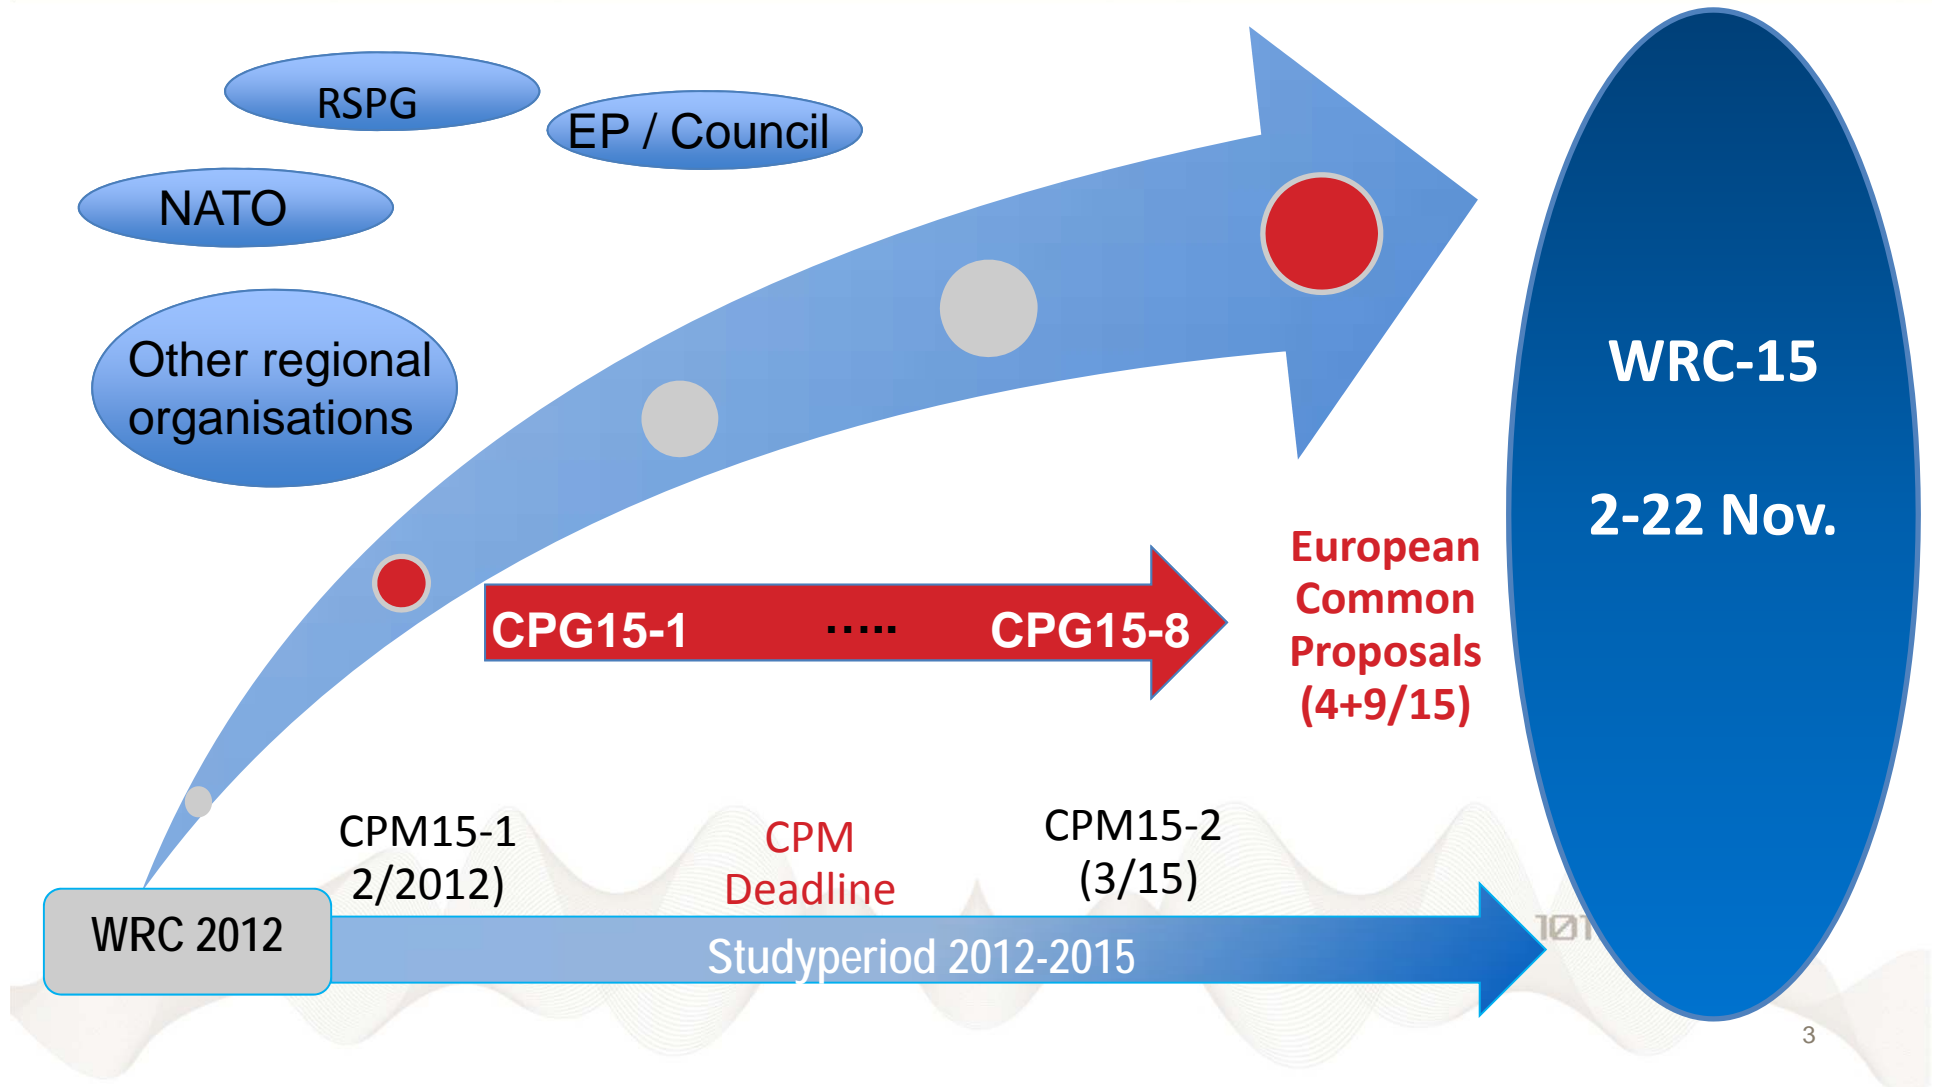 RSPG
EP / Council
NATO
Other regional
organisations
WRC-15
2-22 Nov.
European
Common
Proposals
(4+9/15)
CPG15-1 ..... CPG15-8
CPM15-1
2/2012)
CPM
Deadline
CPM15-2
(3/15)
WRC 2012
Studyperiod 2012-2015
3